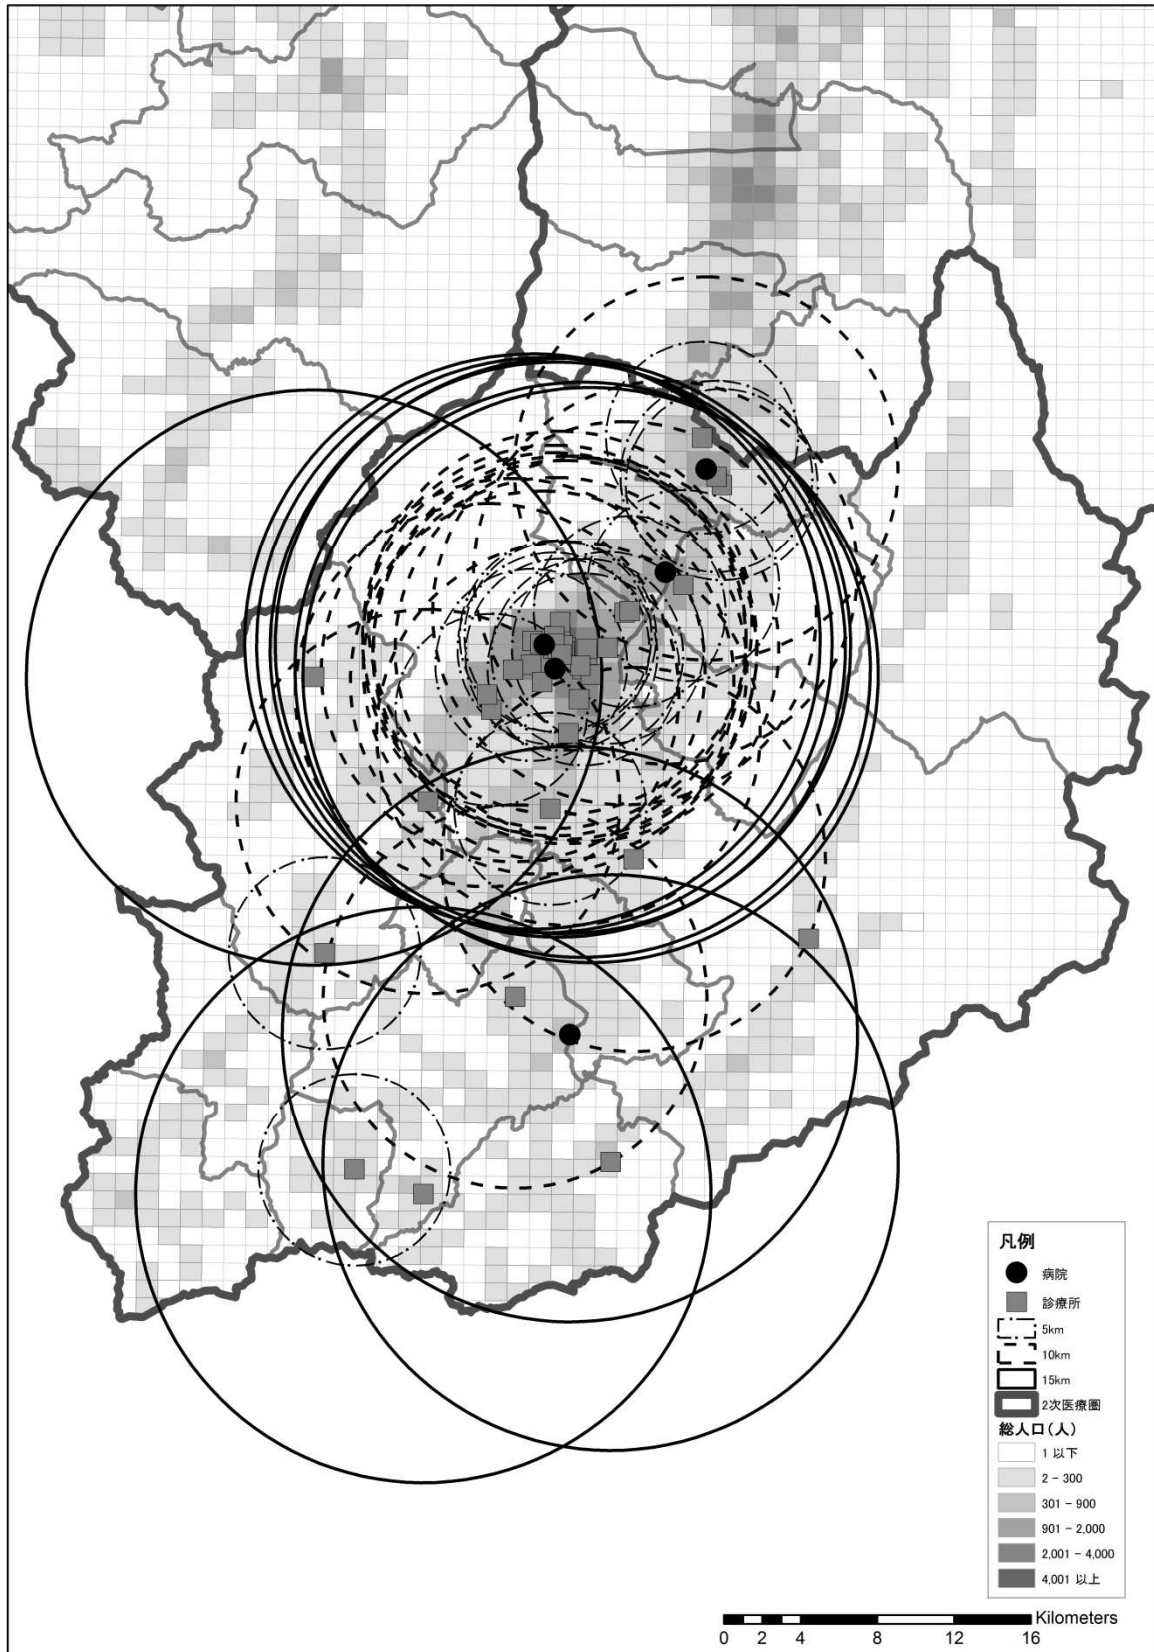 凡例
病院
診療所
5km
10km
15km
2次医療圏
総人口(人)
1 以下
2 - 300
301 - 900
901 - 2,000
2,001 - 4,000
4,001 以上
Kilometers
0 2 4 8 12 16